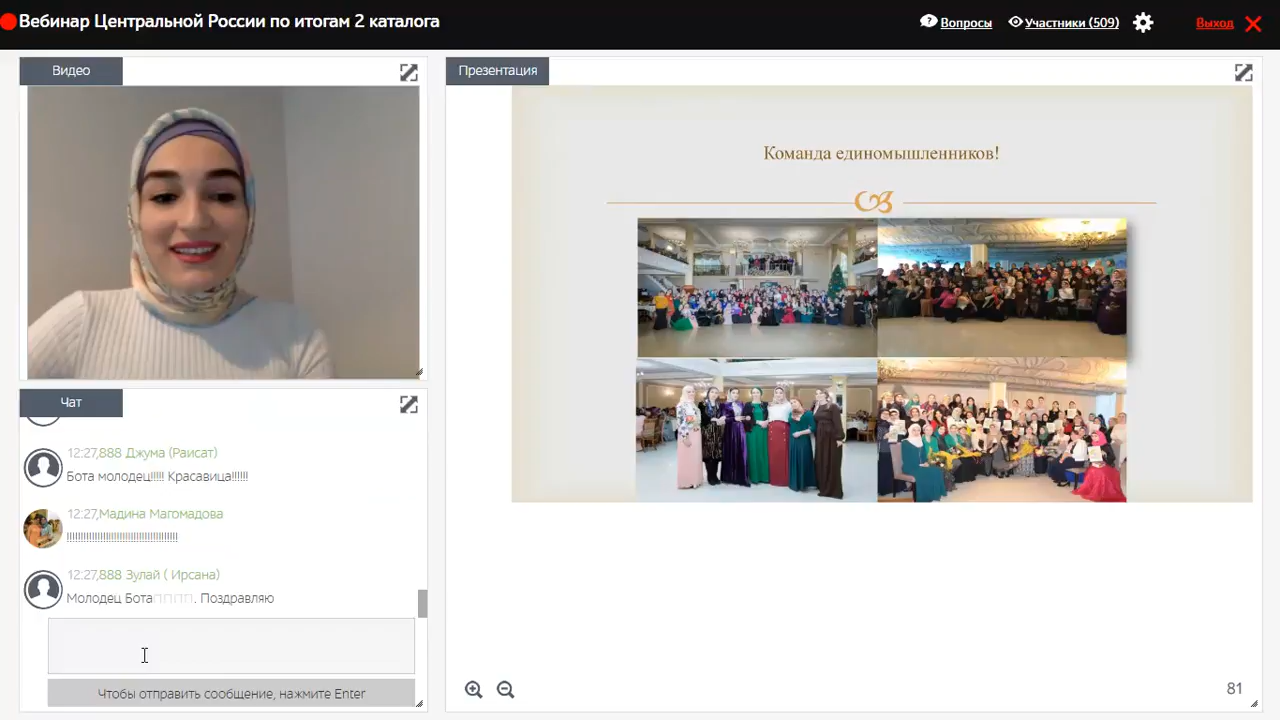 Вебинар Центральной России по итогам 2 каталога
Вопросы
Участники (509)
Выход
Видео
Презентация
Команда единомышленников!
Чат
12:27,888 Джума (Раисат)
Бота молодец!!!!! Красавица!!!!!!
12:27,Мадина Магомадова
!!!!!!!!!!!!!!!!!!!!!!!!!!!!!!!!!!!!!!!!
12:27,888 Зулай ( Ирсана)
Молодец Бота. Поздравляю
Чтобы отправить сообщение, нажмите Enter
81